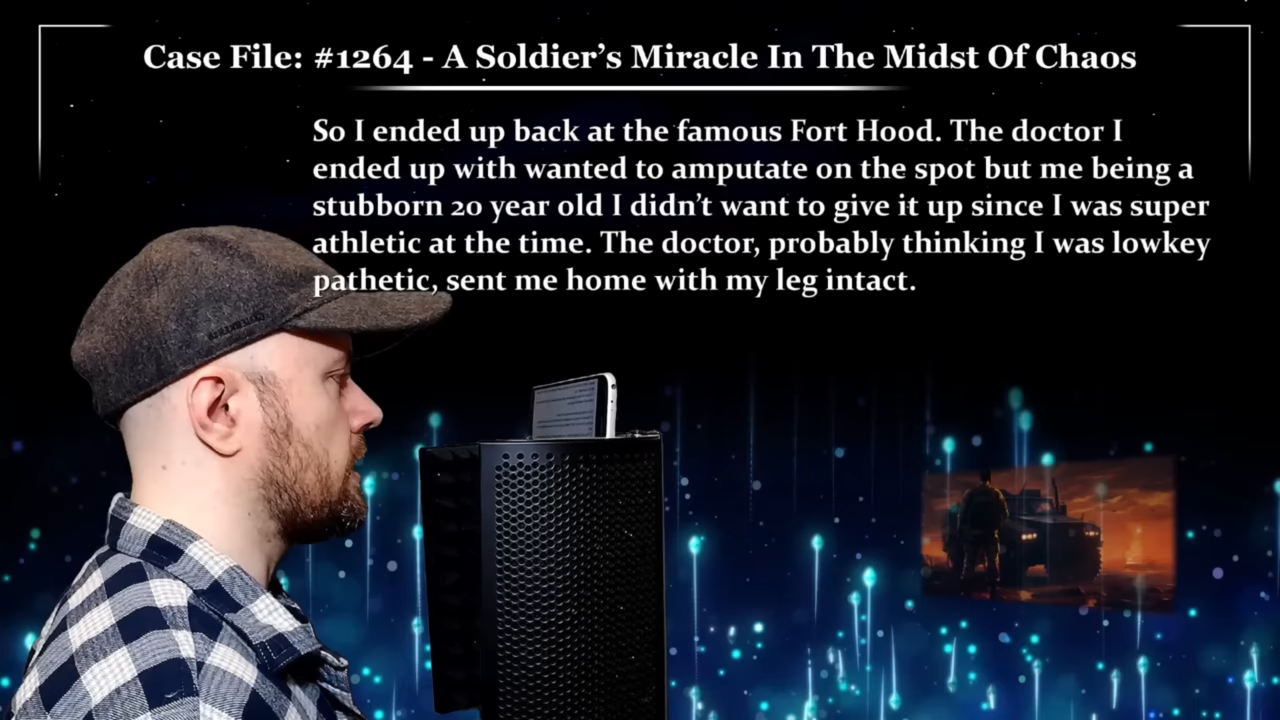 Case File: #1264 - A Soldier’s Miracle In The Midst Of Chaos
So I ended up back at the famous Fort Hood. The doctor I
ended up with wanted to amputate on the spot but me being a
stubborn 20 year old I didn’t want to give it up since I was super
athletic at the time. The doctor, probably thinking I was lowkey
pathetic, sent me home with my leg intact.